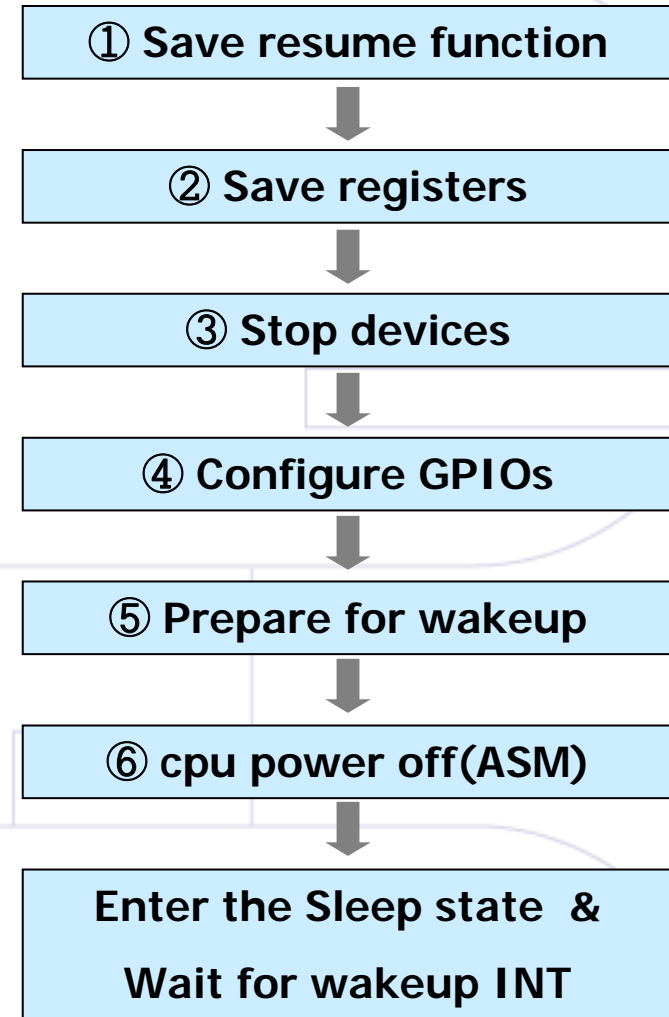 ① Save resume function
② Save registers
③ Stop devices
④ Configure GPIOs
⑤ Prepare for wakeup
⑥ cpu power off(ASM)
Enter the Sleep state &
Wait for wakeup INT